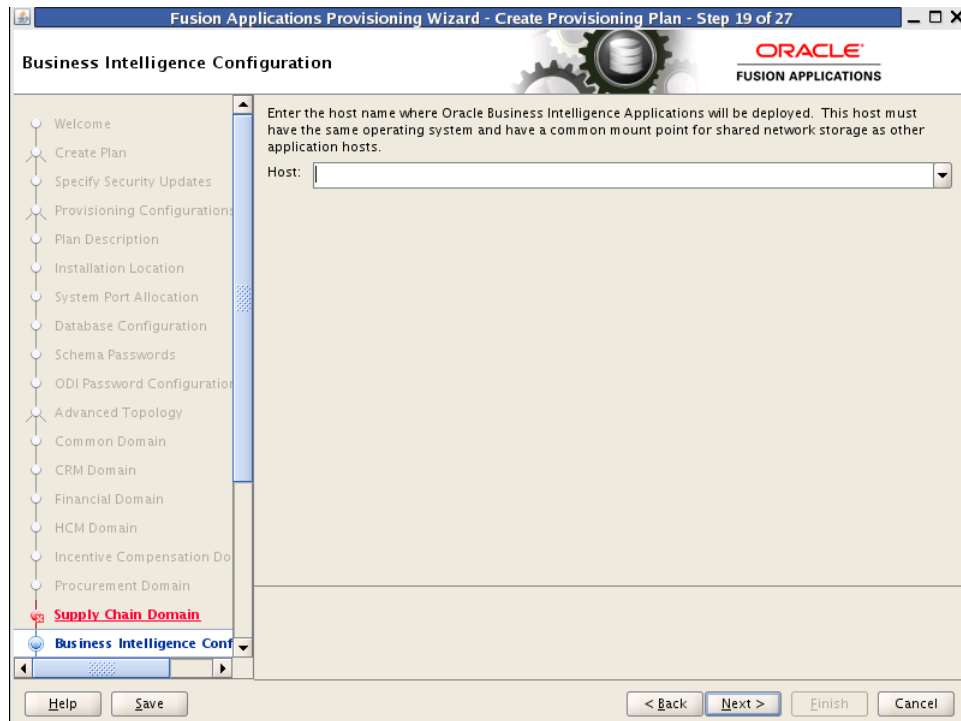 Fusion Applications Provisioning Wizard - Create Provisioning Plan - Step 19 of 27
Business Intelligence Configuration
ORACLE
FUSION APPLICATIONS
Welcome
Create Plan
Specify Security Updates
Provisioning Configurations
Plan Description
Installation Location
System Port Allocation
Database Configuration
Schema Passwords
ODI Password Configuration
Advanced Topology
Common Domain
CRM Domain
Financial Domain
HCM Domain
Incentive Compensation Do
Procurement Domain
Supply Chain Domain
Business Intelligence Conf
Enter the host name where Oracle Business Intelligence Applications will be deployed. This host must
have the same operating system and have a common mount point for shared network storage as other
application hosts.
Host:
Help Save < Back Next > Finish Cancel